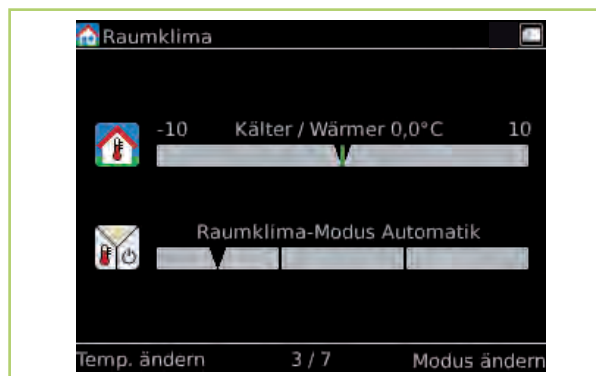 Raumklima
-10 Kälter / Wärmer 0,0°C 10
Raumklima-Modus Automatik
Temp. ändern 3 / 7 Modus ändern